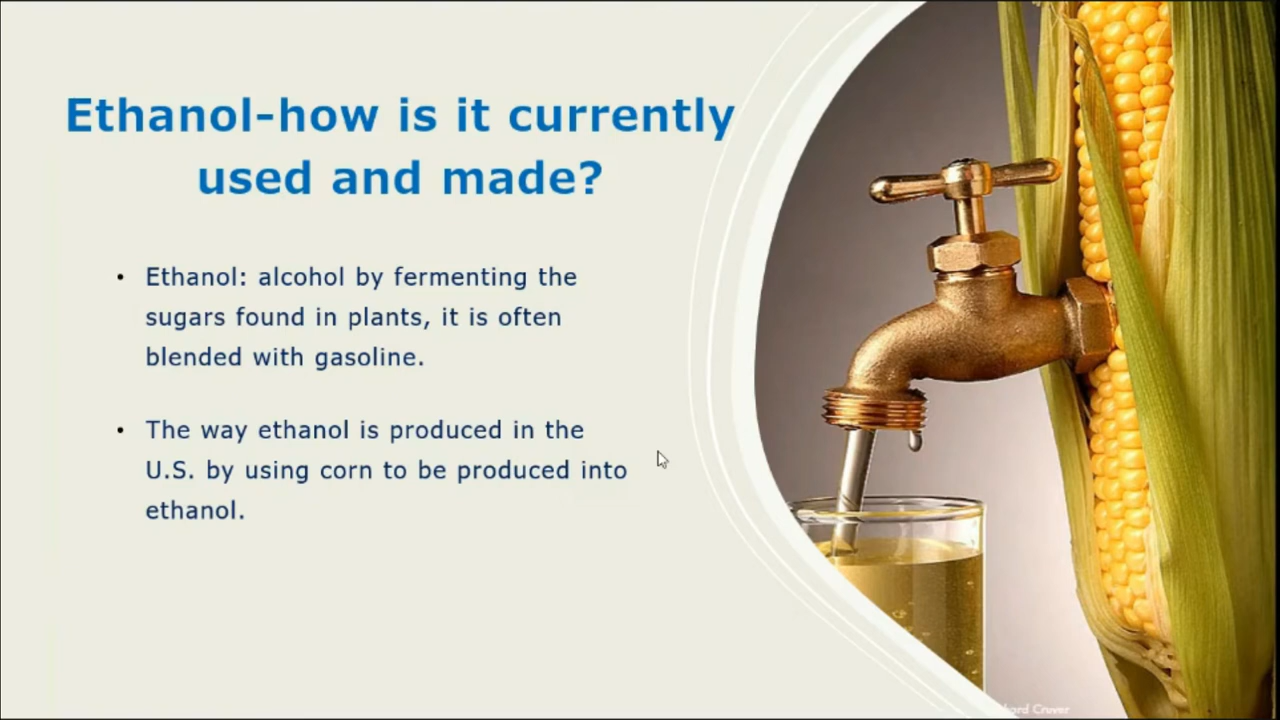 Ethanol-how is it currently
used and made?
• Ethanol: alcohol by fermenting the
sugars found in plants, it is often
blended with gasoline.
• The way ethanol is produced in the
U.S. by using corn to be produced into
ethanol.
Cruver